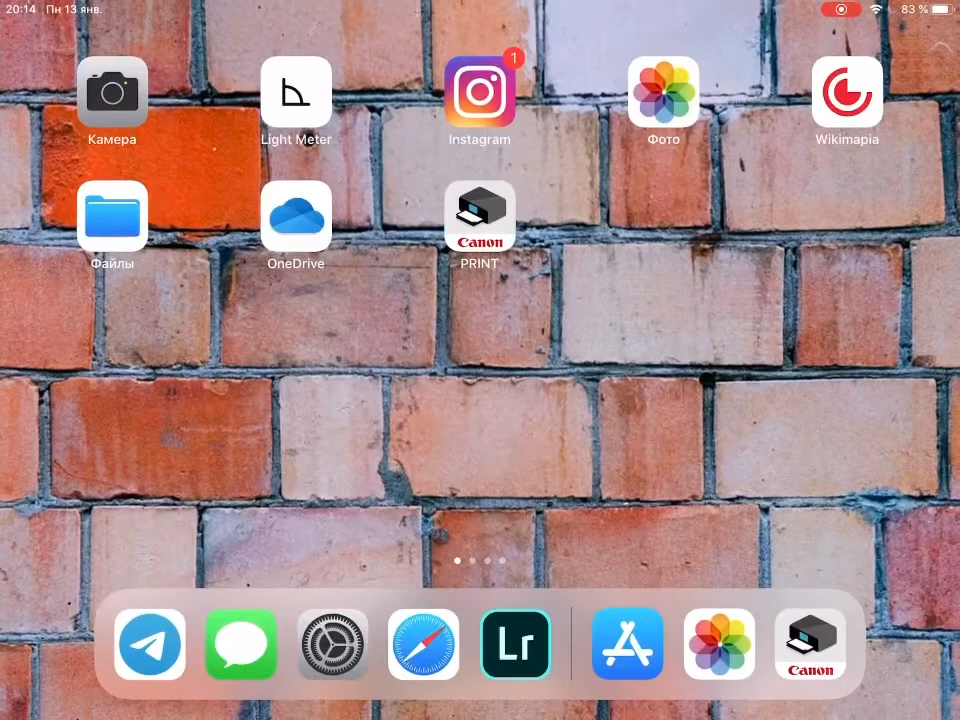 20:14 Пн 13 янв. 83 %
1
Камера Light Meter Instagram Фото Wikimapia
Canon
Файлы OneDrive PRINT
Lr Canon